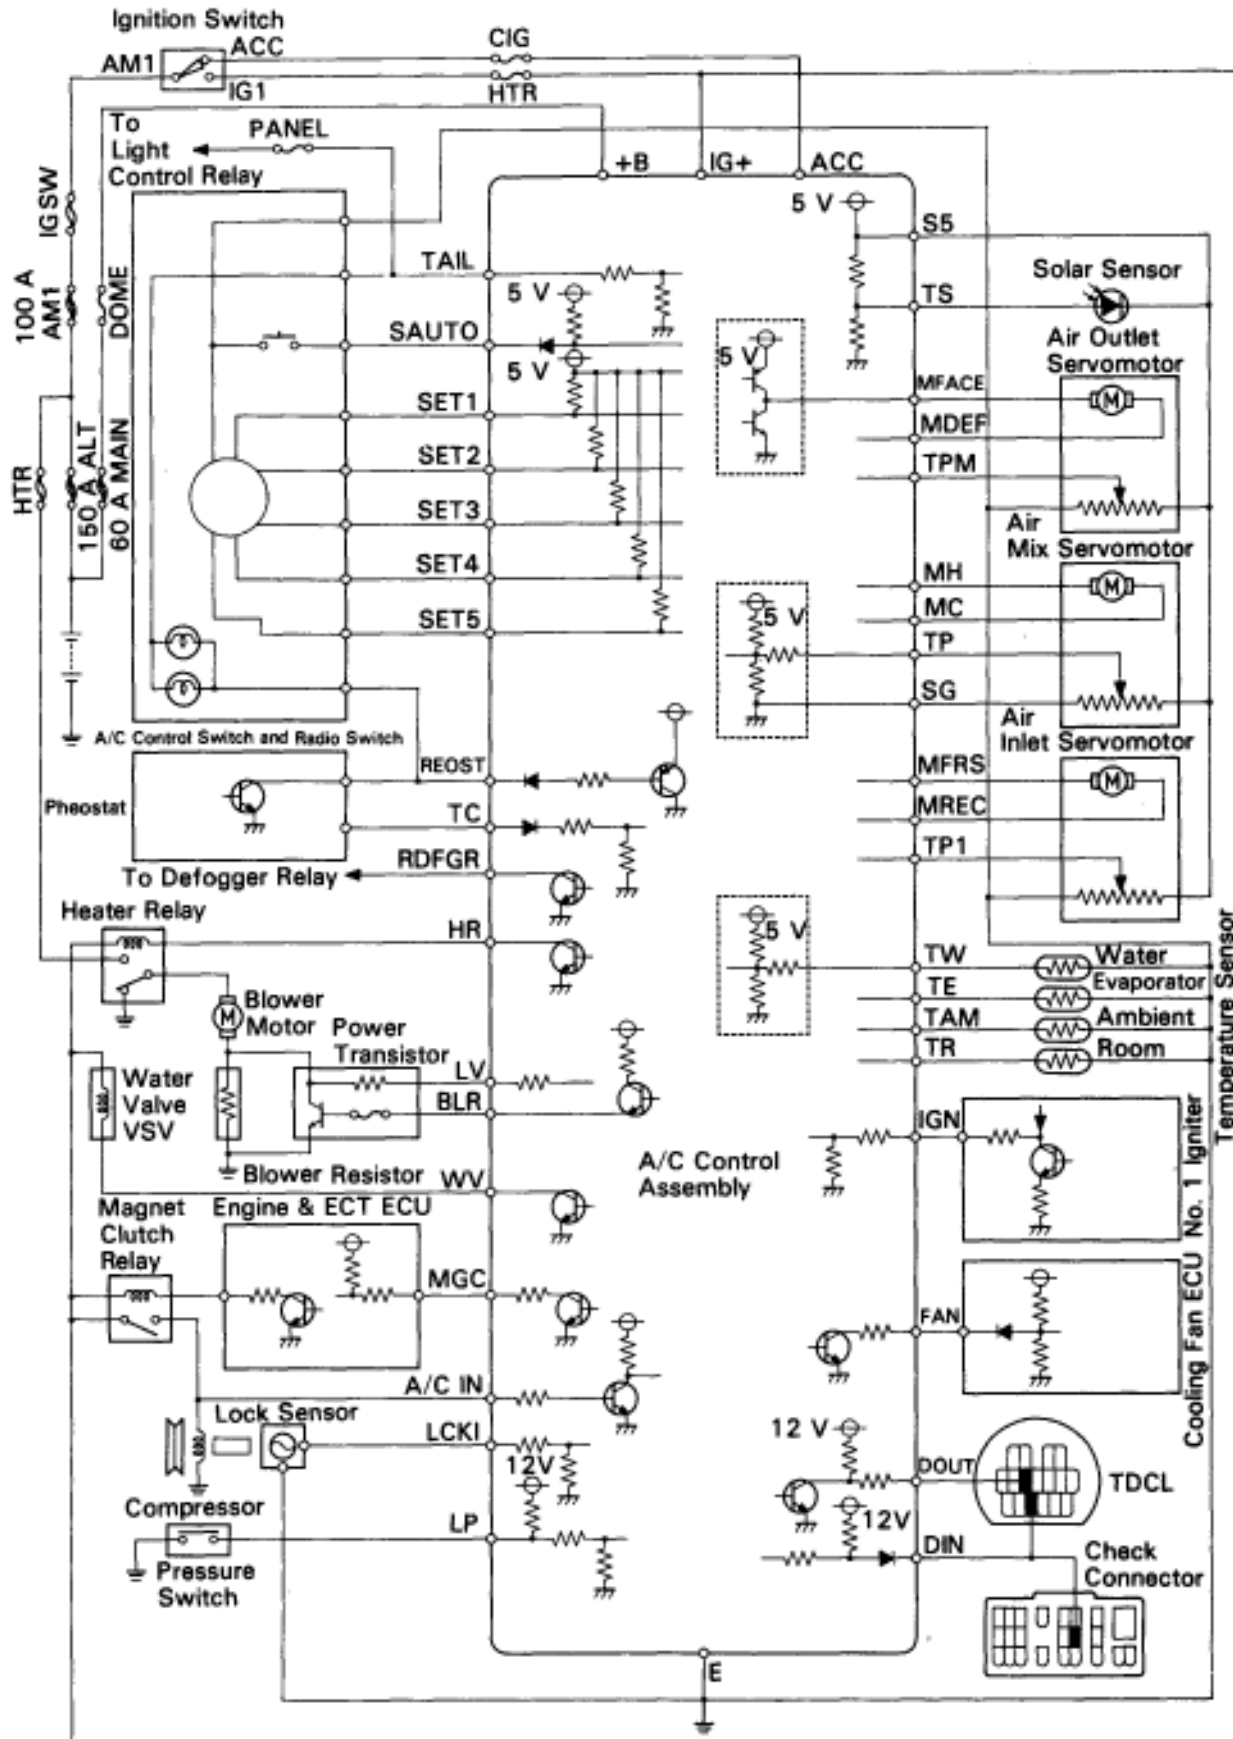 Ignition Switch
AM1
ACC
IG1
CIG
HTR
To
Light
Control Relay
PANEL
+B
IG+
ACC
IGSW
100 A
AM1
DOME
HTR
150 A ALT
60 A MAIN
TAIL
5 V
SAUTO
5 V
SET1
SET2
SET3
SET4
SET5
A/C Control Switch and Radio Switch
Pheostat
REOST
TC
RDFGR
To Defogger Relay
Heater Relay
HR
Blower
Motor
Power
Transistor
LV
BLR
Water
Valve
VSV
Blower Resistor
WV
Magnet
Clutch
Relay
Engine & ECT ECU
MGC
A/C IN
Lock Sensor
LCKI
12V
Compressor
LP
Pressure
Switch
5 V
S5
Solar Sensor
TS
Air Outlet
Servomotor
5 V
MFACE
MDEF
TPM
Air
Mix Servomotor
MH
MC
5 V
TP
SG
Air
Inlet Servomotor
MFRS
MREC
TP1
5 V
TW
Water
TE
Evaporator
TAM
Ambient
TR
Room
Temperature Sensor
A/C Control
Assembly
IGN
No. 1 Igniter
FAN
Cooling Fan ECU
12 V
DOUT
TDCL
12V
DIN
Check
Connector
E
M
M
M
M